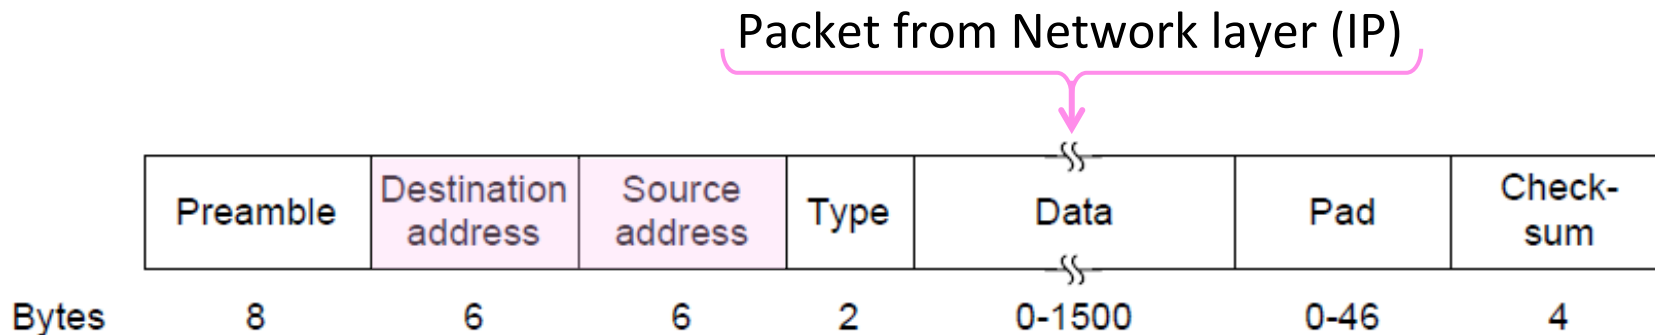 Packet from Network layer (IP)
Preamble
Destination
address
Source
address
Type
Data
Pad
Check-
sum
Bytes 8 6 6 2 0-1500 0-46 4